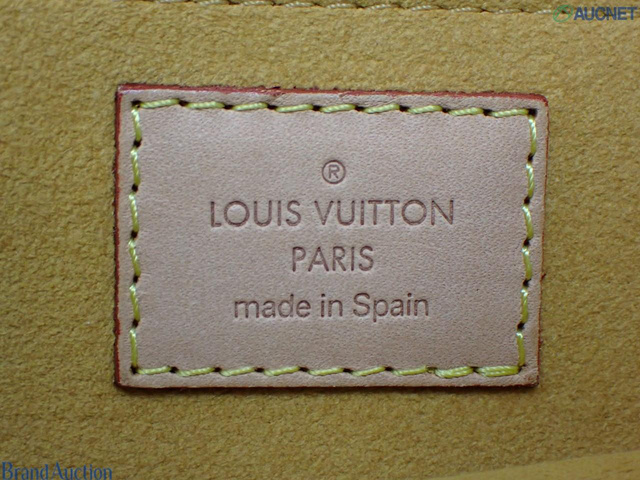 AUCNET
®
LOUIS VUITTON
PARIS
made in Spain
BrandAuction